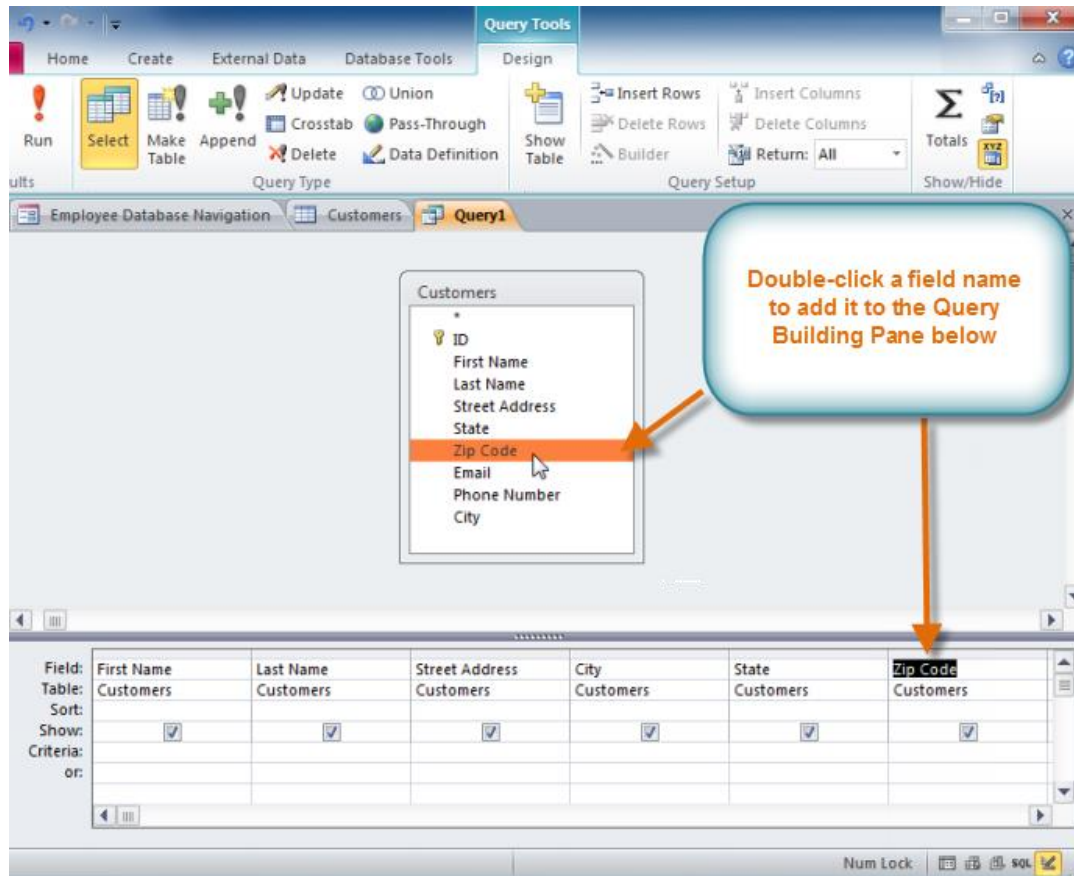 Query Tools
Home Create External Data Database Tools Design
Run Select Make Table Append Update Union Show Table Insert Rows Insert Columns Totals
Crosstab Pass-Through Delete Rows Delete Columns
Delete Data Definition Builder Return: All
ults Query Type Query Setup Show/Hide
Employee Database Navigation Customers Query1
Double-click a field name
to add it to the Query
Building Pane below
Customers
*
ID
First Name
Last Name
Street Address
State
Zip Code
Email
Phone Number
City
Field: First Name Last Name Street Address City State Zip Code
Table: Customers Customers Customers Customers Customers Customers
Sort:
Show:
Criteria:
or:
Num Lock SQL